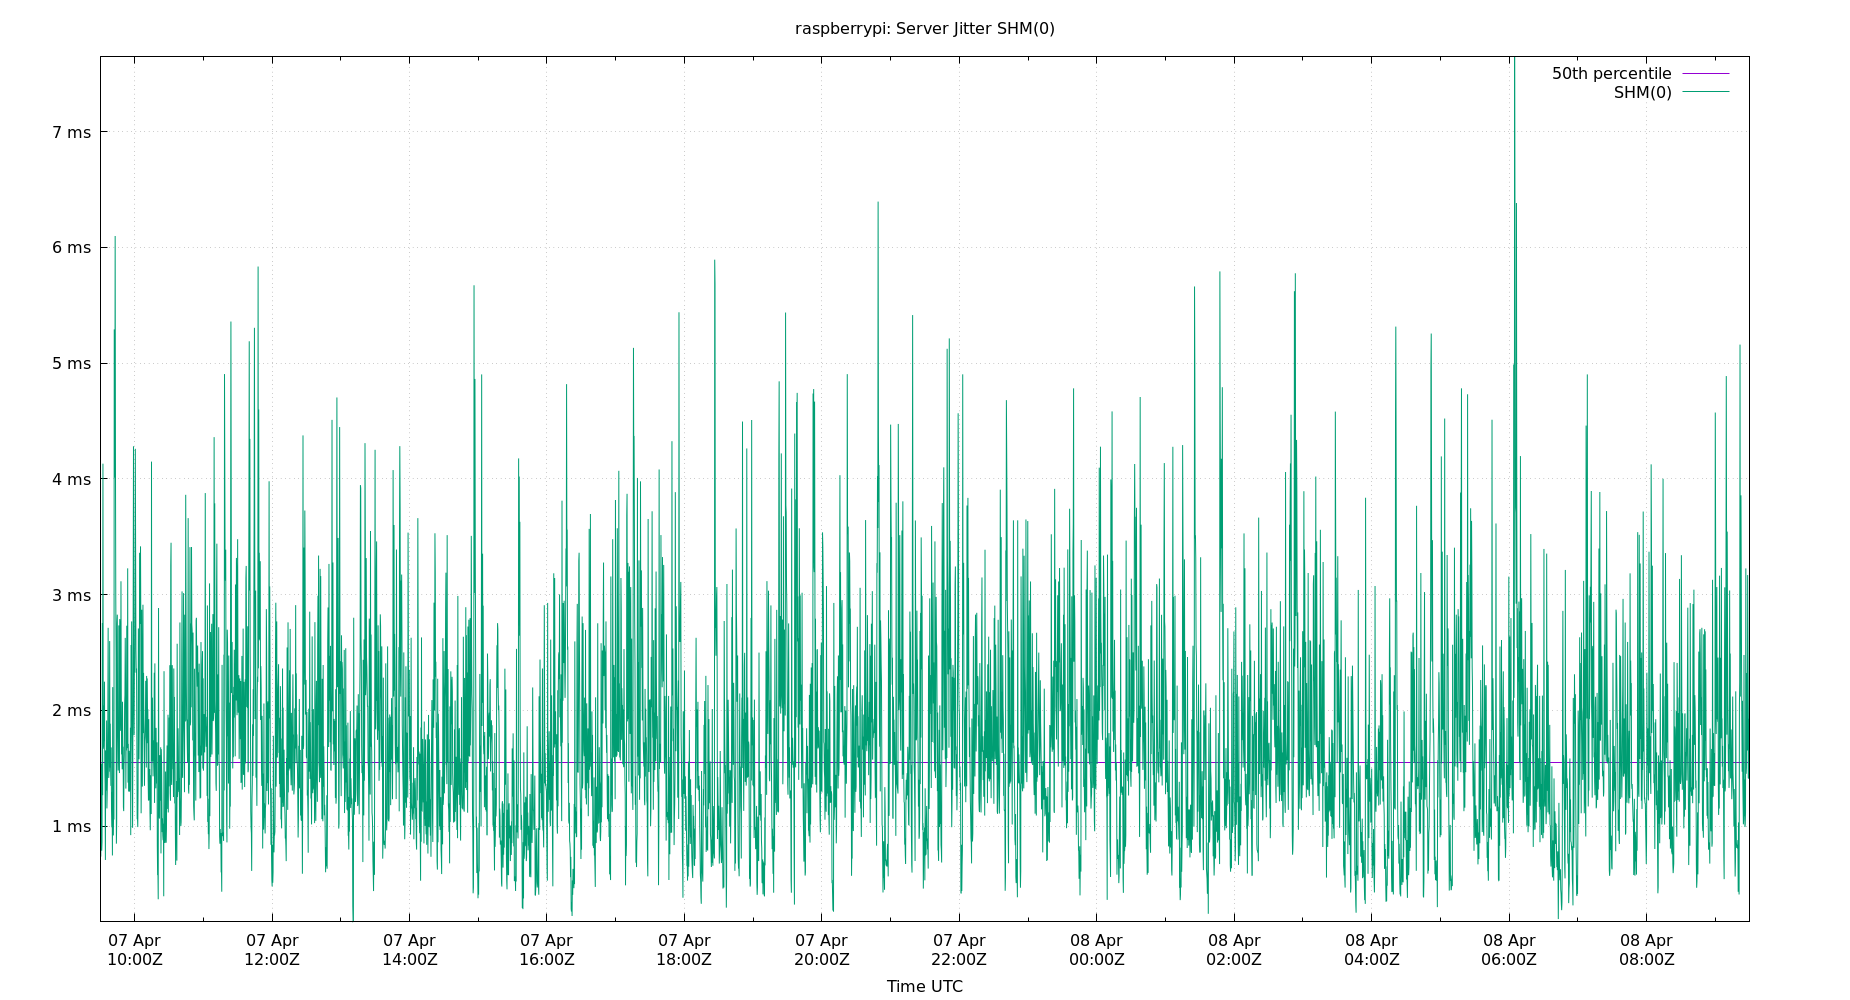 raspberrypi: Server Jitter SHM(0)
50th percentile
SHM(0)
7 ms
6 ms
5 ms
4 ms
3 ms
2 ms
1 ms
07 Apr 07 Apr 07 Apr 07 Apr 07 Apr 07 Apr 07 Apr 08 Apr 08 Apr 08 Apr 08 Apr 08 Apr
10:00Z 12:00Z 14:00Z 16:00Z 18:00Z 20:00Z 22:00Z 00:00Z 02:00Z 04:00Z 06:00Z 08:00Z
Time UTC